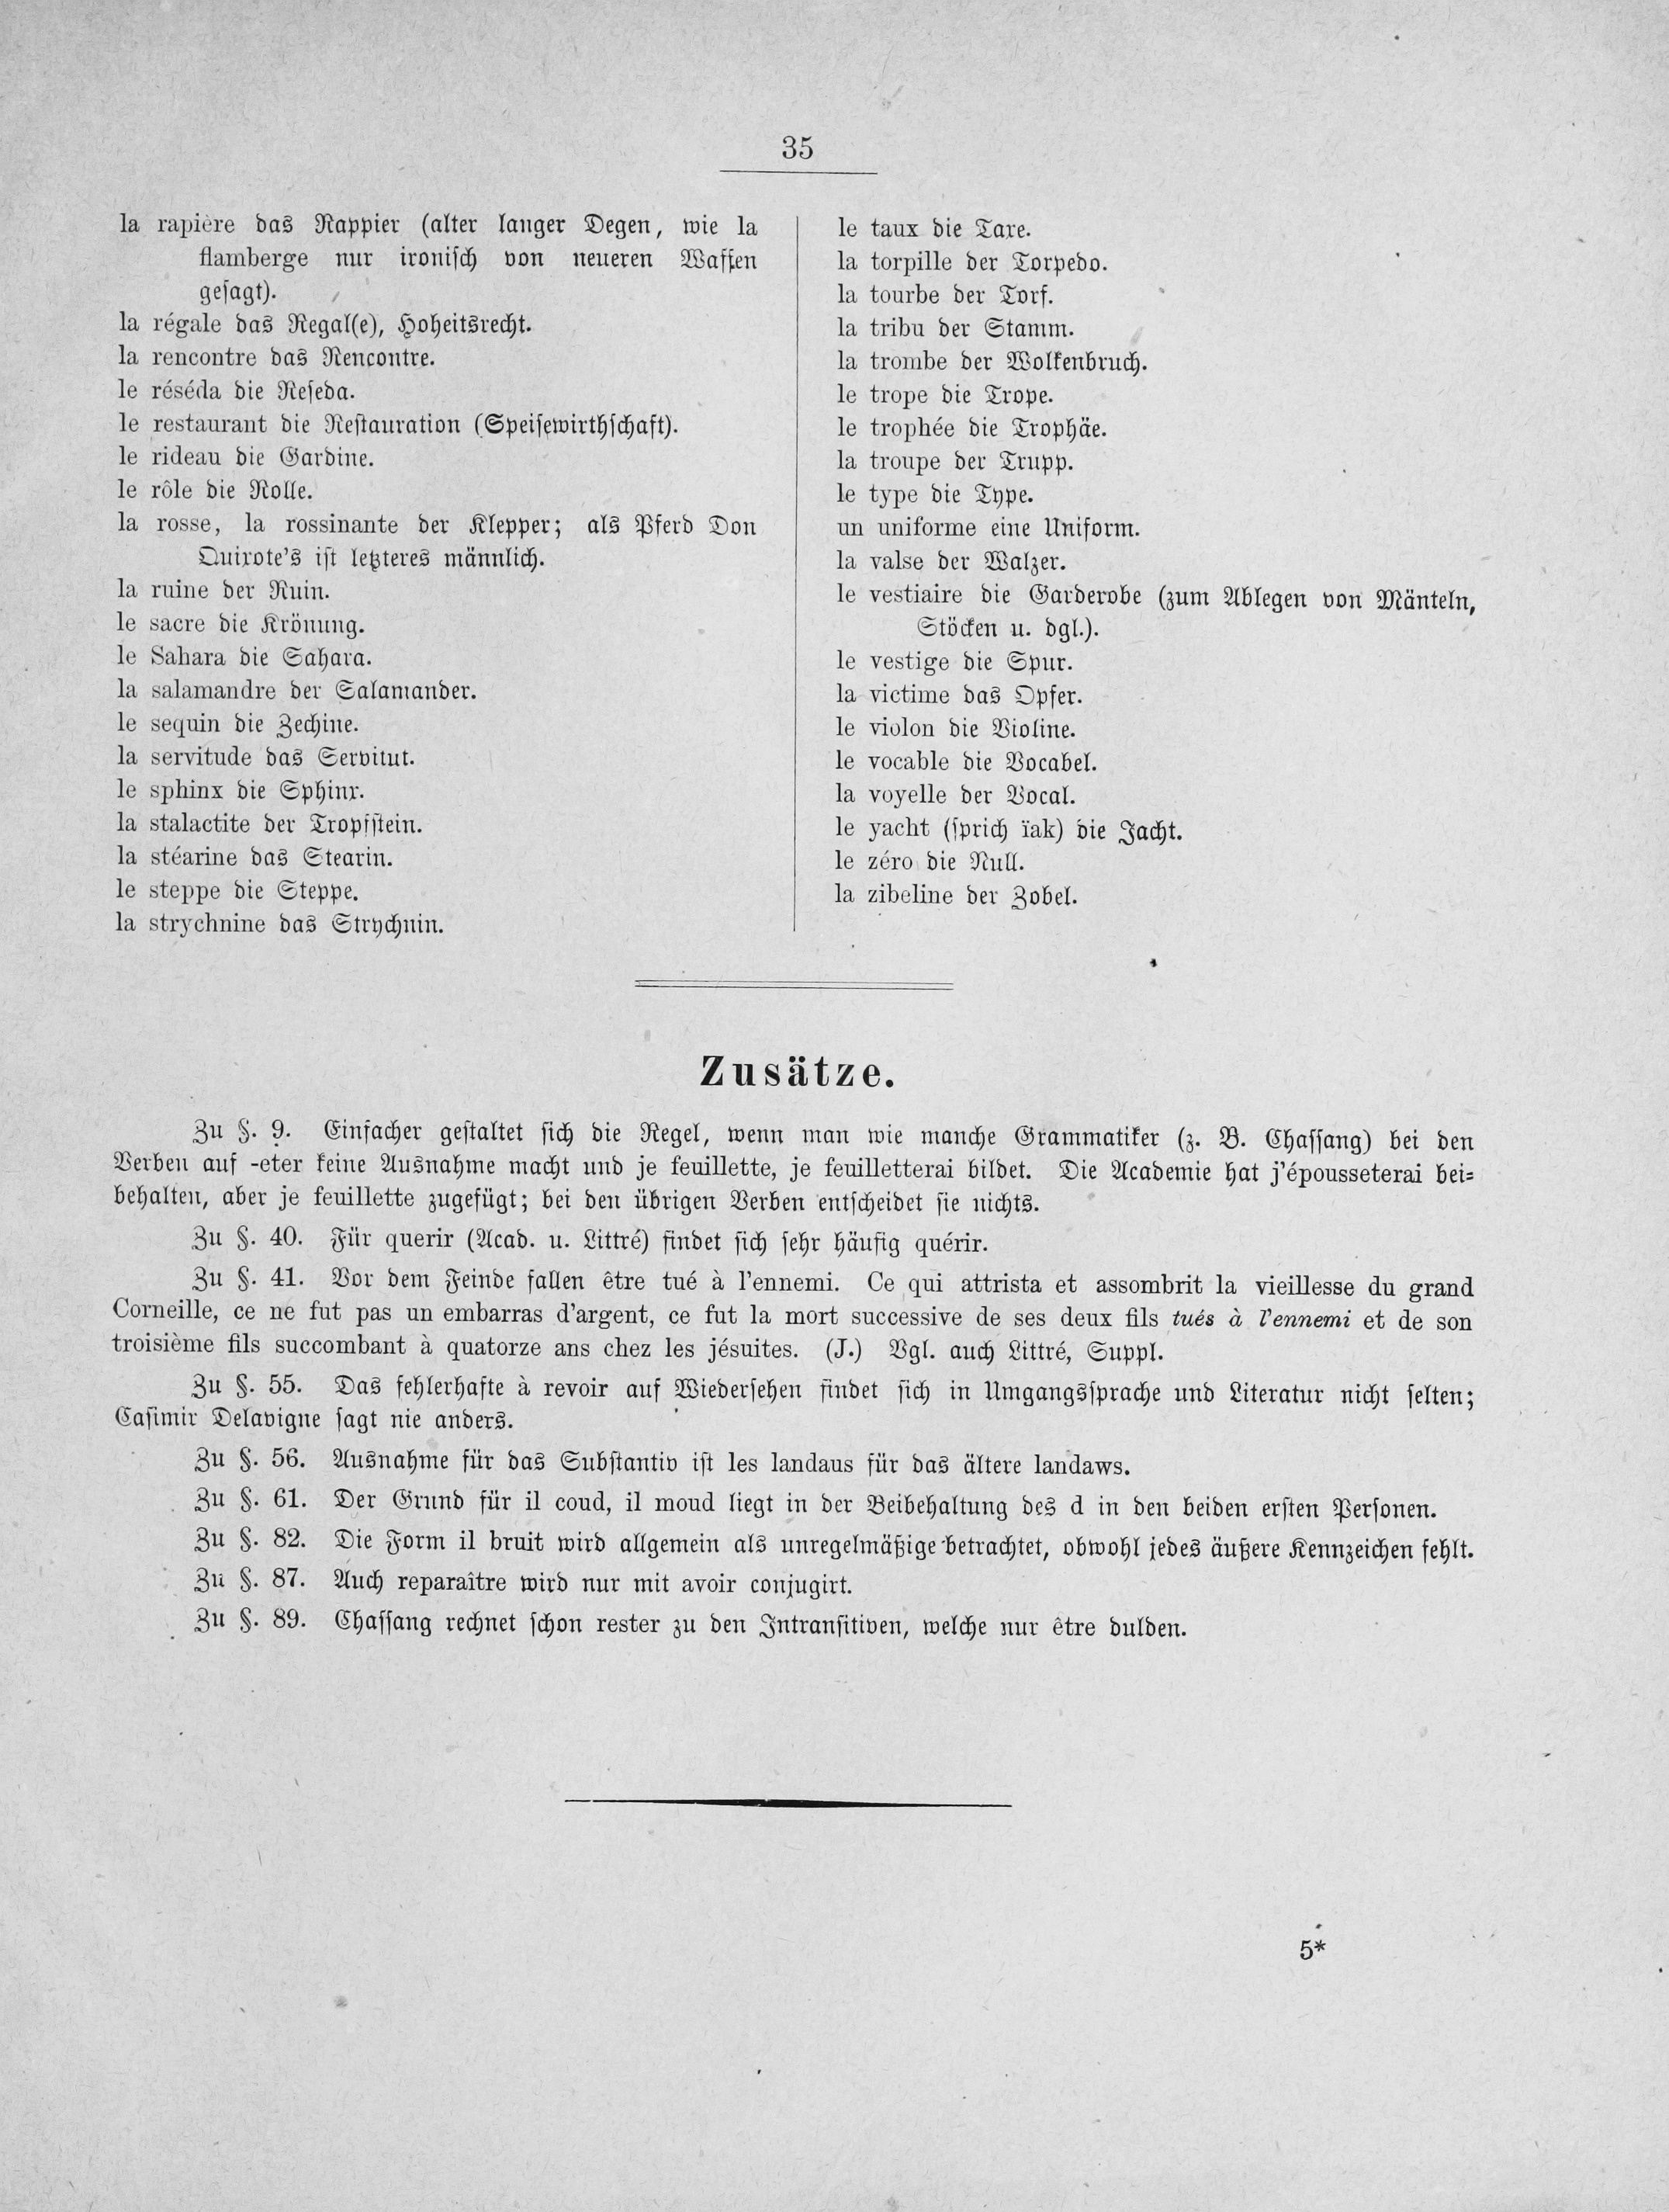 35
la rapière das Rappier (alter langer Degen, wie la
flamberge nur ironisch von neueren Waffen
gesagt).
la régale das Regal(e), Hoheitsrecht.
la rencontre das Rencontre.
le réséda die Reseda.
le restaurant die Restauration (Speisewirthschaft).
le rideau die Gardine.
le rôle die Rolle.
la rosse, la rossinante der Klepper; als Pferd Don
Quixote's ist letzteres männlich.
la ruine der Ruin.
le sacre die Krönung.
le Sahara die Sahara.
la salamandre der Salamander.
le sequin die Zechine.
la servitude das Servitut.
le sphinx die Sphinx.
la stalactite der Tropfstein.
la stéarine das Stearin.
le steppe die Steppe.
la strychnine das Strychnin.
le taux die Taxe.
la torpille der Torpedo.
la tourbe der Torf.
la tribu der Stamm.
la trombe der Wolkenbruch.
le trope die Trope.
le trophée die Trophäe.
la troupe der Trupp.
le type die Type.
un uniforme eine Uniform.
la valse der Walzer.
le vestiaire die Garderobe (zum Ablegen von Mänteln,
Stöcken u. dgl.).
le vestige die Spur.
la victime das Opfer.
le violon die Violine.
le vocable die Vocabel.
la voyelle der Vocal.
le yacht (sprich ïak) die Jacht.
le zéro die Null.
la zibeline der Zobel.
Zusätze.
Zu §. 9. Einfacher gestaltet sich die Regel, wenn man wie manche Grammatiker (z. B. Chassang) bei den
Verben auf -eter keine Ausnahme macht und je feuillette, je feuilletterai bildet. Die Academie hat j'épousseterai bei-
behalten, aber je feuillette zugefügt; bei den übrigen Verben entscheidet sie nichts.
Zu §. 40. Für querir (Acad. u. Littré) findet sich sehr häufig quérir.
Zu §. 41. Vor dem Feinde fallen être tué à l'ennemi. Ce qui attrista et assombrit la vieillesse du grand
Corneille, ce ne fut pas un embarras d'argent, ce fut la mort successive de ses deux fils tués à l'ennemi et de son
troisième fils succombant à quatorze ans chez les jésuites. (J.) Vgl. auch Littré, Suppl.
Zu §. 55. Das fehlerhafte à revoir auf Wiedersehen findet sich in Umgangssprache und Literatur nicht selten;
Casimir Delavigne sagt nie anders.
Zu §. 56. Ausnahme für das Substantiv ist les landaus für das ältere landaws.
Zu §. 61. Der Grund für il coud, il moud liegt in der Beibehaltung des d in den beiden ersten Personen.
Zu §. 82. Die Form il bruit wird allgemein als unregelmäßige betrachtet, obwohl jedes äußere Kennzeichen fehlt.
Zu §. 87. Auch reparaître wird nur mit avoir conjugirt.
Zu §. 89. Chassang rechnet schon rester zu den Intransitiven, welche nur être dulden.
5*